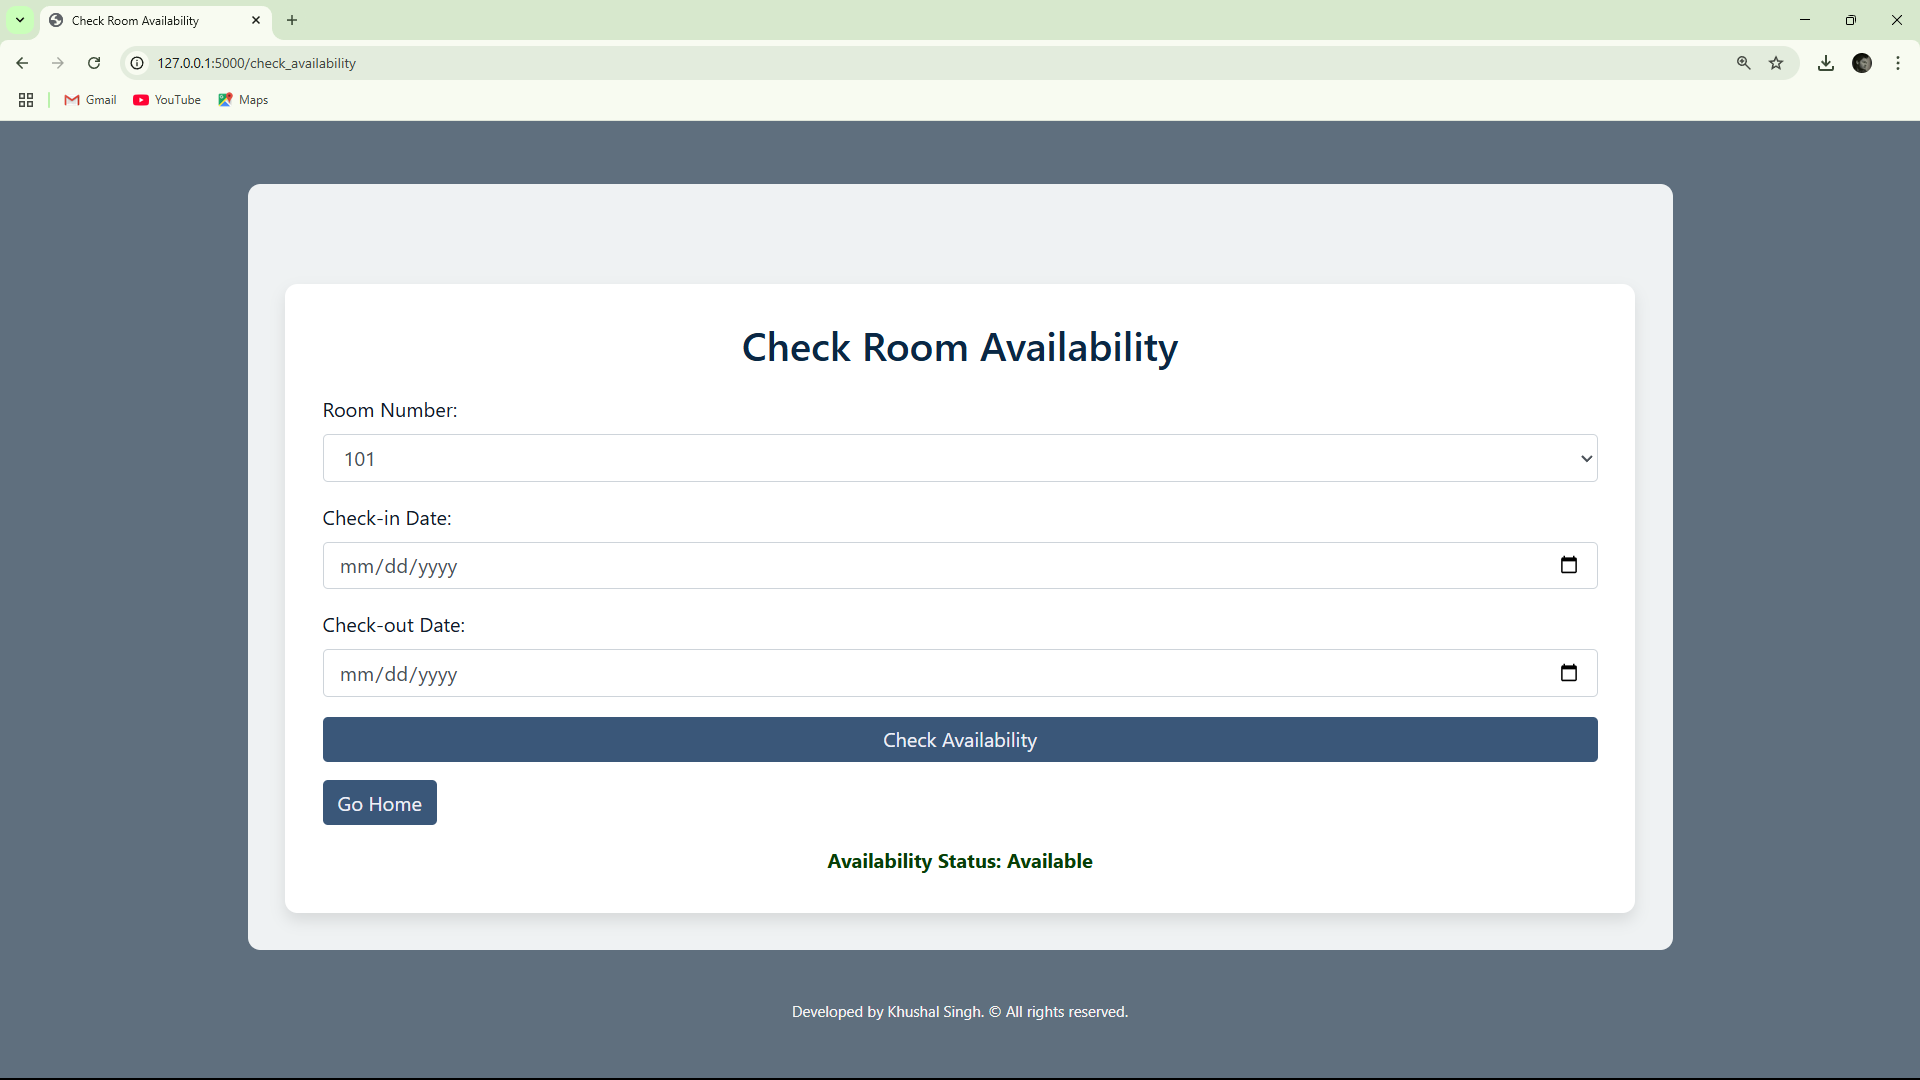 Check Room Availability
127.0.0.1:5000/check_availability
Gmail YouTube Maps
Check Room Availability
Room Number:
101
Check-in Date:
mm/dd/yyyy
Check-out Date:
mm/dd/yyyy
Check Availability
Go Home
Availability Status: Available
Developed by Khushal Singh. © All rights reserved.